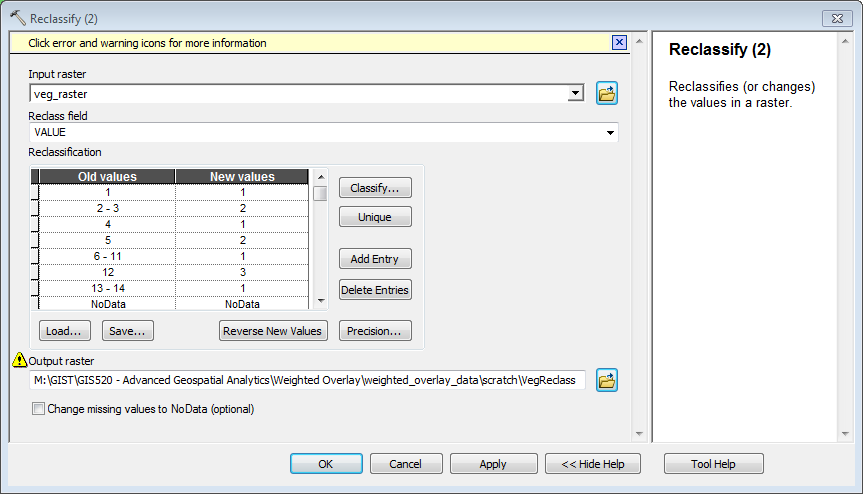 Reclassify (2)
Click error and warning icons for more information
Input raster
veg_raster
Reclass field
VALUE
Reclassification
Old values New values
1 1
2 - 3 2
4 1
5 2
6 - 11 1
12 3
13 - 14 1
NoData NoData
Classify...
Unique
Add Entry
Delete Entries
Load... Save... Reverse New Values Precision...
Output raster
M:\GIST\GIS520 - Advanced Geospatial Analytics\Weighted Overlay\weighted_overlay_data\scratch\VegReclass
Change missing values to NoData (optional)
OK Cancel Apply << Hide Help
Reclassify (2)
Reclassifies (or changes)
the values in a raster.
Tool Help